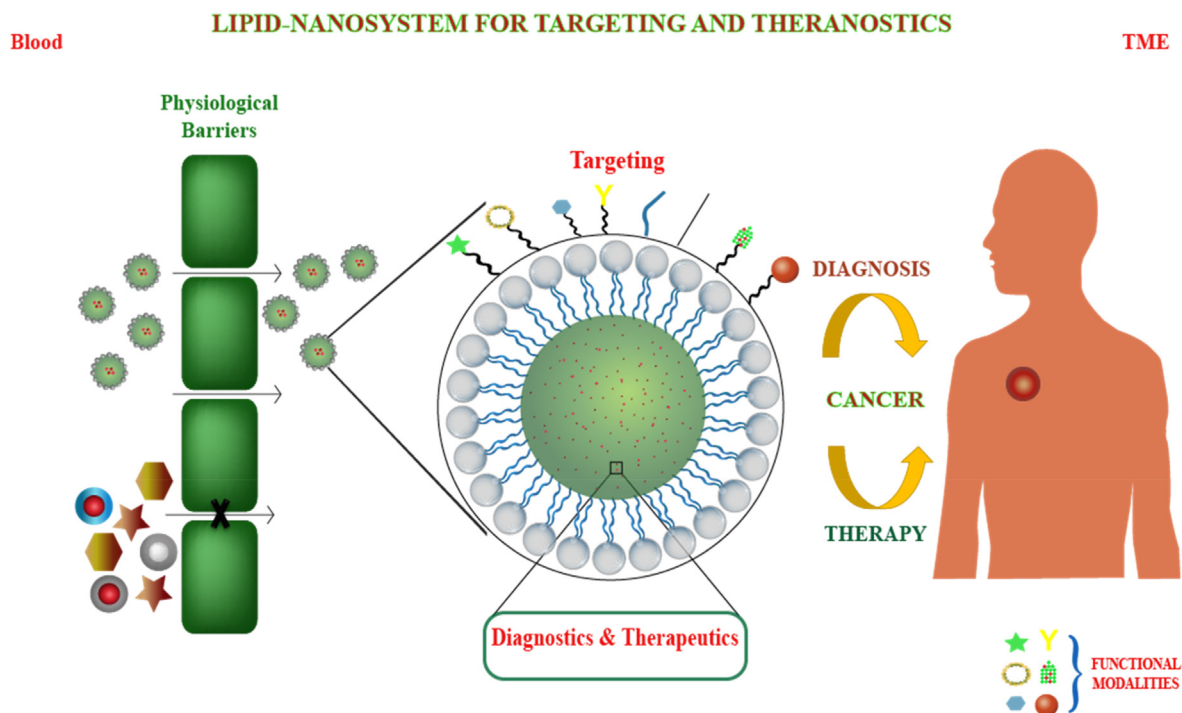 LIPID-NANOSYSTEM FOR TARGETING AND THERANOSTICS
Blood
TME
Physiological
Barriers
Targeting
DIAGNOSIS
CANCER
THERAPY
Diagnostics & Therapeutics
FUNCTIONAL
MODALITIES